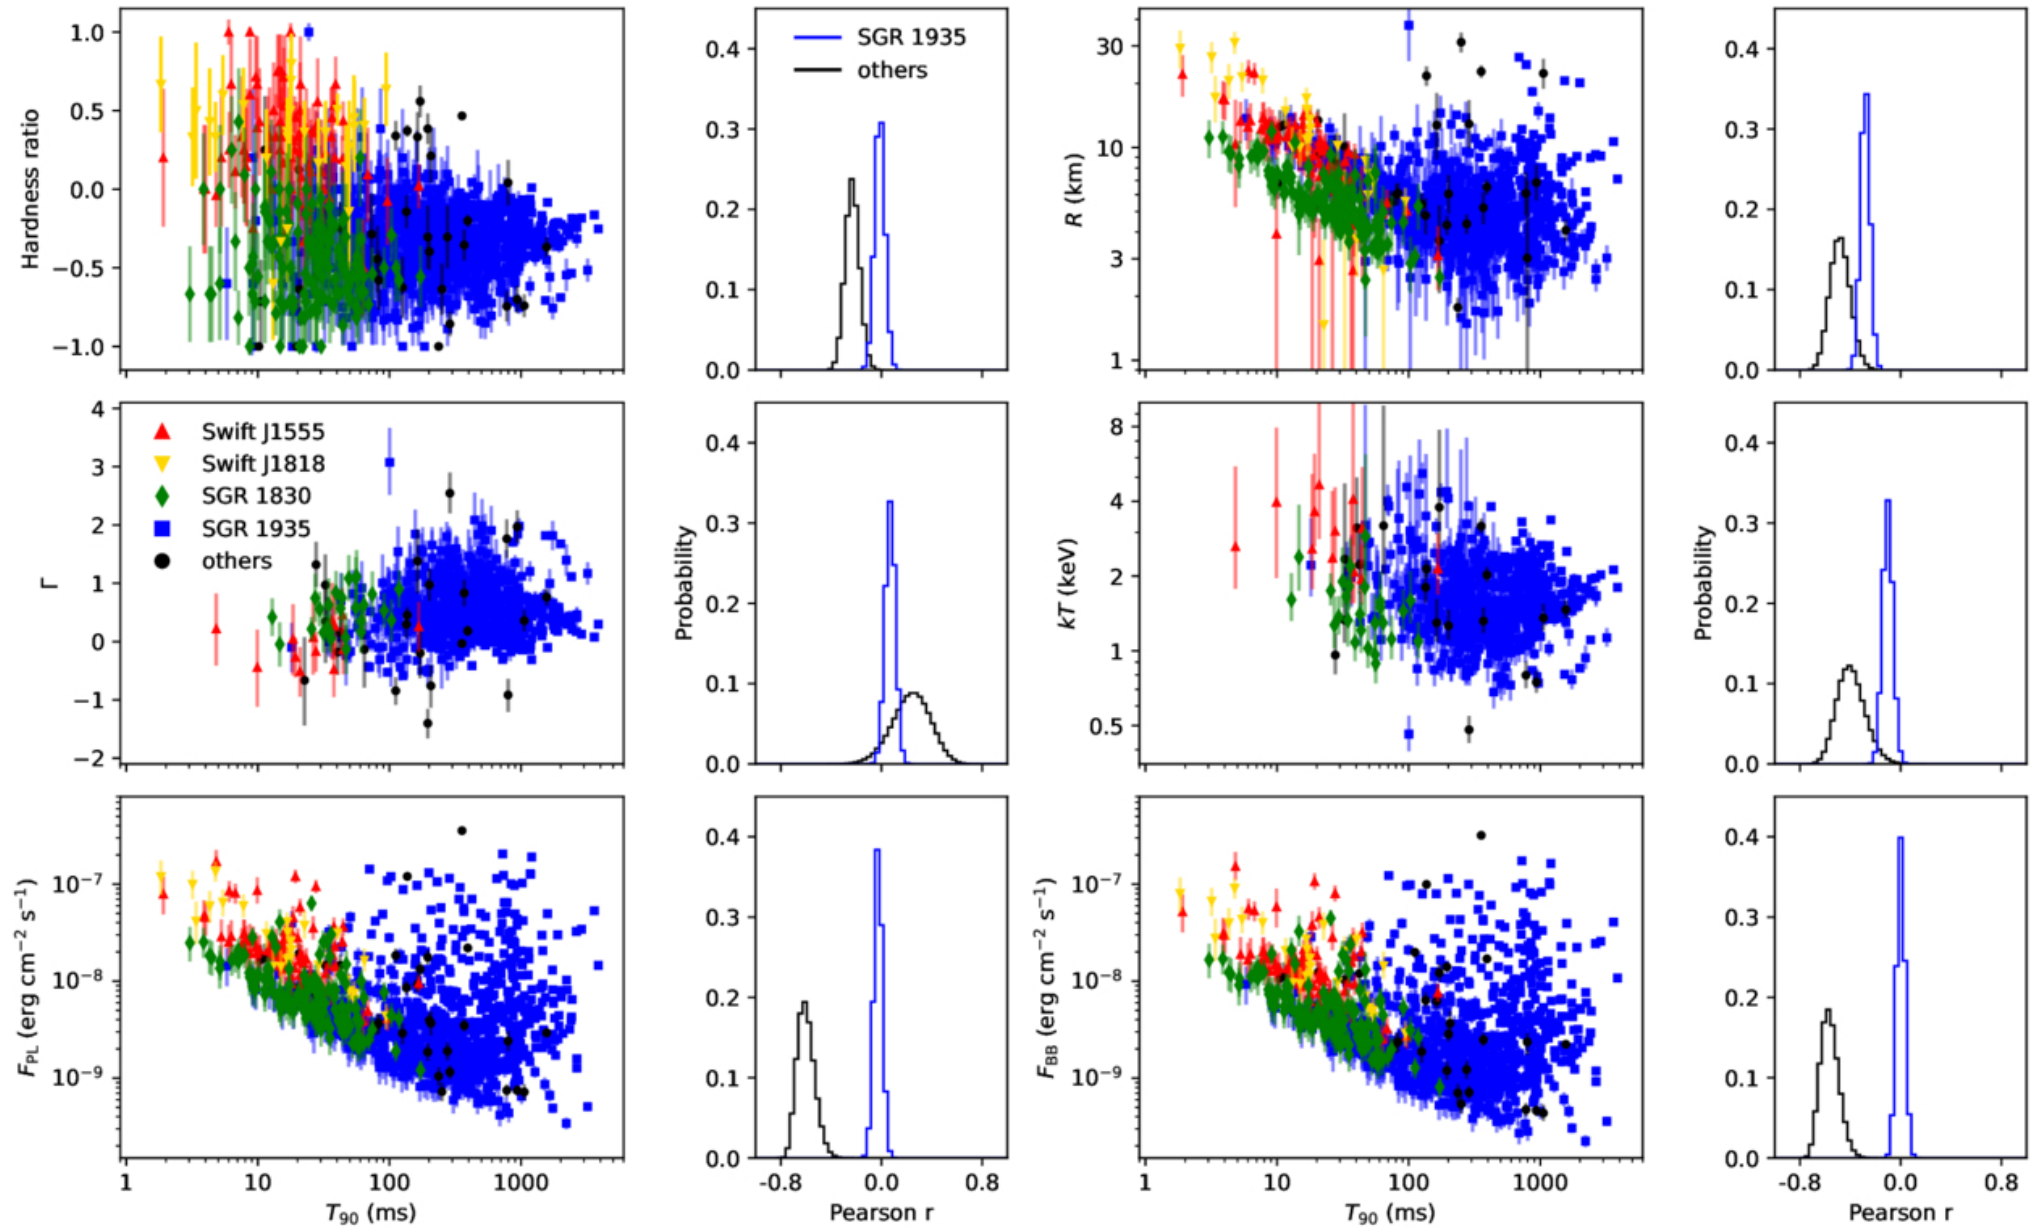 1.0
0.5
0.0
−0.5
−1.0
Hardness ratio
0.4
0.3
0.2
0.1
0.0
SGR 1935
others
30
10
3
1
R (km)
0.4
0.3
0.2
0.1
0.0
4
3
2
1
0
−1
−2
Γ
Swift J1555
Swift J1818
SGR 1830
SGR 1935
others
0.4
0.3
0.2
0.1
0.0
Probability
8
4
2
1
0.5
kT (keV)
0.4
0.3
0.2
0.1
0.0
Probability
10⁻⁷
10⁻⁸
10⁻⁹
F_PL (erg cm⁻² s⁻¹)
1 10 100 1000
T₉₀ (ms)
0.4
0.3
0.2
0.1
0.0
-0.8 0.0 0.8
Pearson r
10⁻⁷
10⁻⁸
10⁻⁹
F_BB (erg cm⁻² s⁻¹)
1 10 100 1000
T₉₀ (ms)
0.4
0.3
0.2
0.1
0.0
-0.8 0.0 0.8
Pearson r